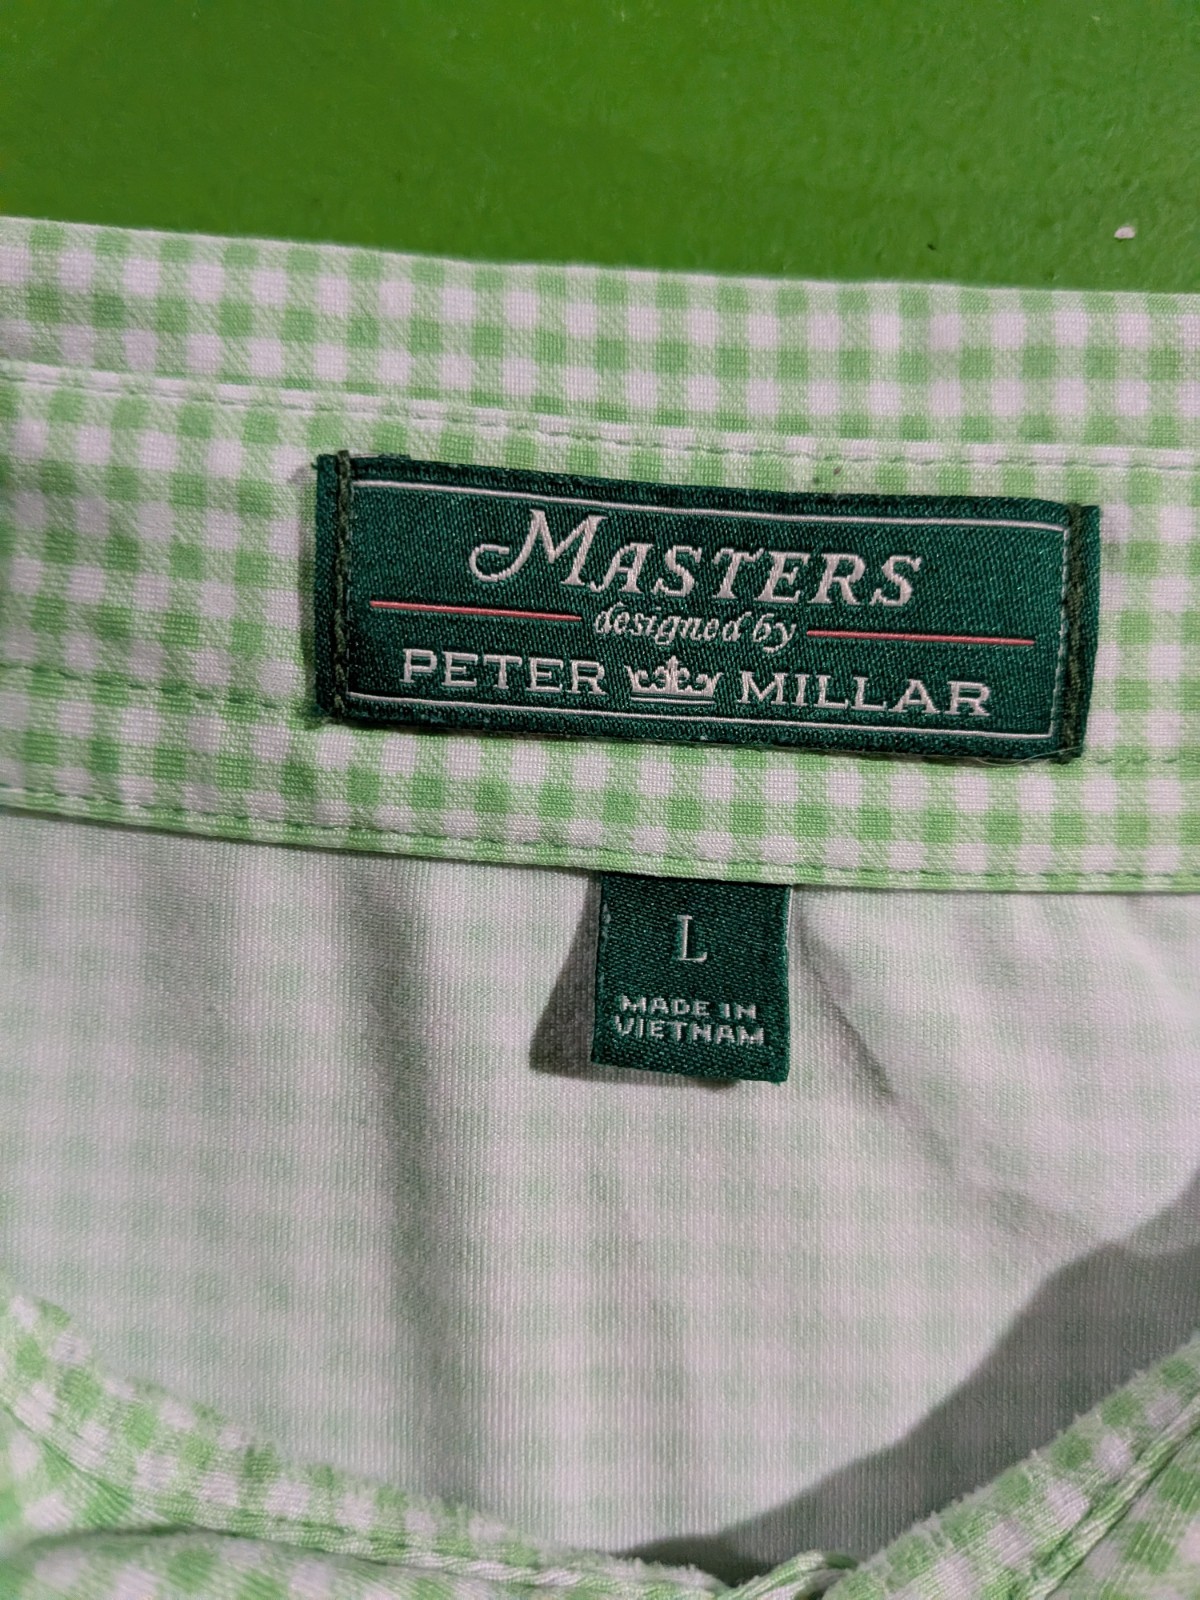 MASTERS
designed by
PETER MILLAR
L
MADE IN
VIETNAM